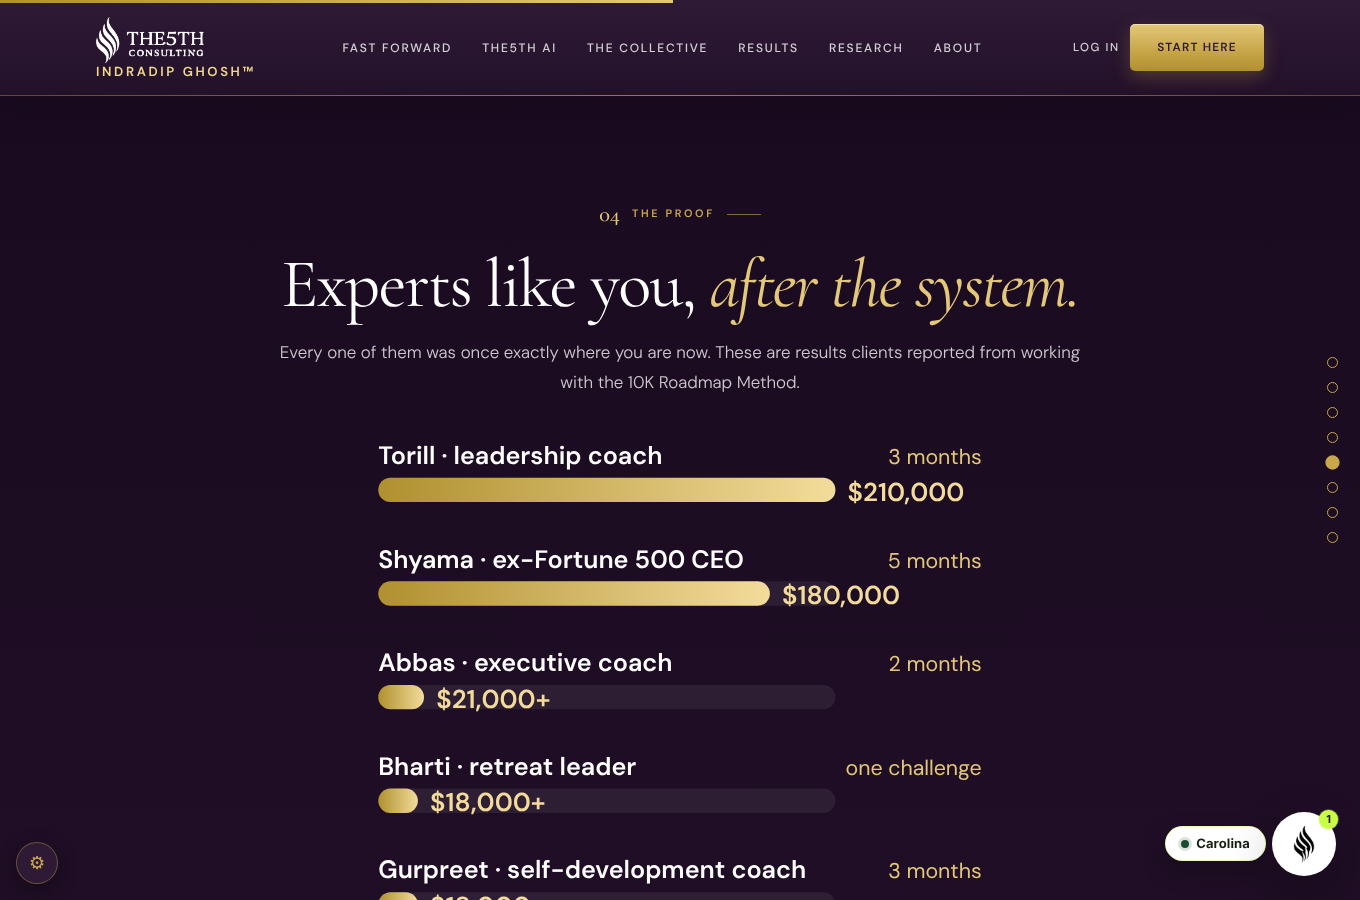 THE5TH
CONSULTING
INDRADIP GHOSH™
FAST FORWARD
THE5TH AI
THE COLLECTIVE
RESULTS
RESEARCH
ABOUT
LOG IN
START HERE
04 THE PROOF
Experts like you, after the system.
Every one of them was once exactly where you are now. These are results clients reported from working
with the 10K Roadmap Method.
Torill · leadership coach
3 months
$210,000
Shyama · ex-Fortune 500 CEO
5 months
$180,000
Abbas · executive coach
2 months
$21,000+
Bharti · retreat leader
one challenge
$18,000+
1
Carolina
Gurpreet · self-development coach
3 months